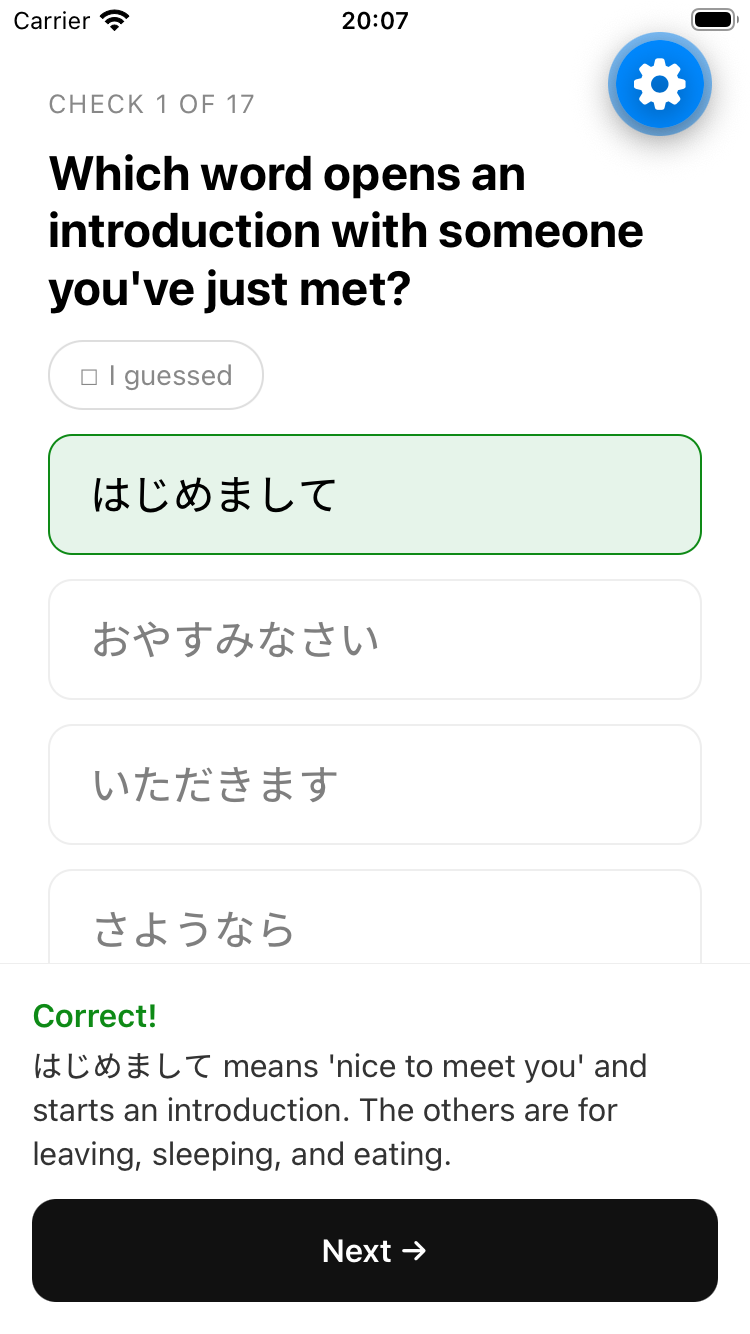 Carrier 20:07
CHECK 1 OF 17
Which word opens an
introduction with someone
you've just met?
□ I guessed
はじめまして
おやすみなさい
いただきます
さようなら
Correct!
はじめまして means 'nice to meet you' and
starts an introduction. The others are for
leaving, sleeping, and eating.
Next →